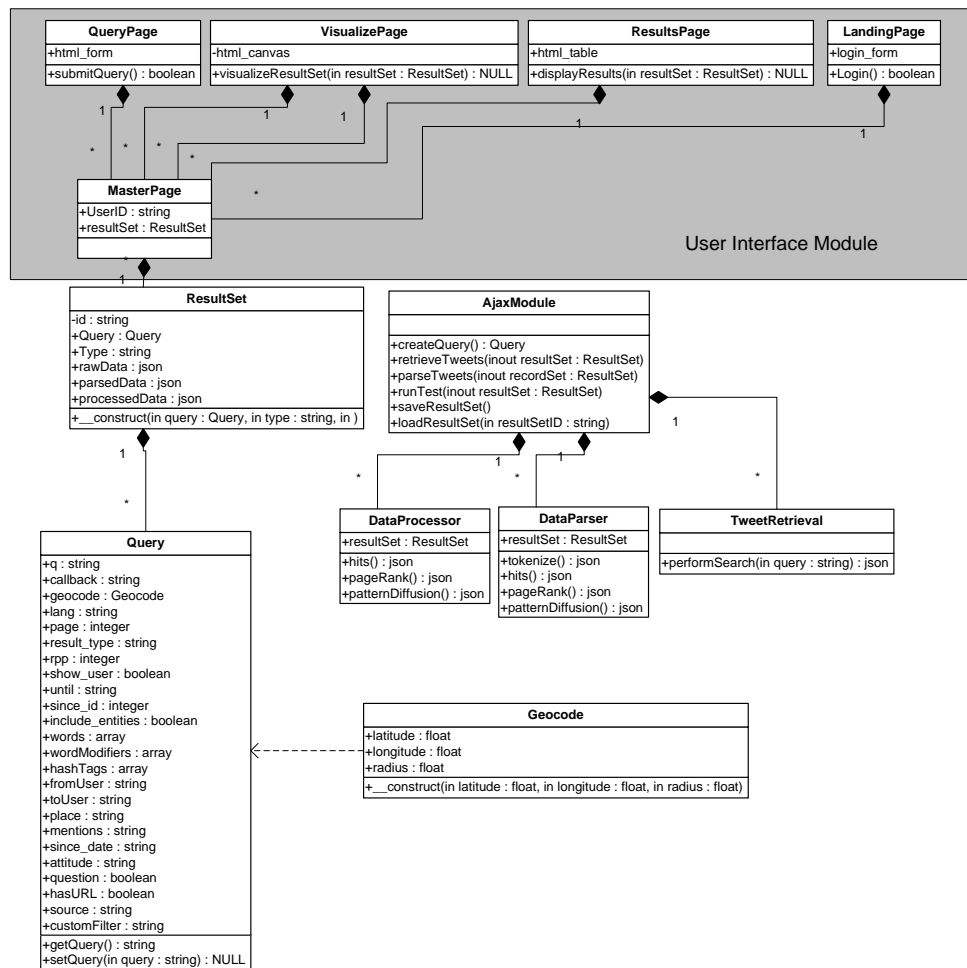 QueryPage
+html_form
+submitQuery() : boolean
VisualizePage
-html_canvas
+visualizeResultSet(in resultSet : ResultSet) : NULL
ResultsPage
+html_table
+displayResults(in resultSet : ResultSet) : NULL
LandingPage
+login_form
+Login() : boolean
1
1
1
1
1
*
*
*
*
*
MasterPage
+UserID : string
+resultSet : ResultSet
User Interface Module
*
1
ResultSet
-id : string
+Query : Query
+Type : string
+rawData : json
+parsedData : json
+processedData : json
+__construct(in query : Query, in type : string, in )
1
*
AjaxModule
+createQuery() : Query
+retrieveTweets(inout resultSet : ResultSet)
+parseTweets(inout recordSet : ResultSet)
+runTest(inout resultSet : ResultSet)
+saveResultSet()
+loadResultSet(in resultSetID : string)
1
1
1
*
*
*
DataProcessor
+resultSet : ResultSet
+hits() : json
+pageRank() : json
+patternDiffusion() : json
DataParser
+resultSet : ResultSet
+tokenize() : json
+hits() : json
+pageRank() : json
+patternDiffusion() : json
TweetRetrieval
+performSearch(in query : string) : json
Query
+q : string
+callback : string
+geocode : Geocode
+lang : string
+page : integer
+result_type : string
+rpp : integer
+show_user : boolean
+until : string
+since_id : integer
+include_entities : boolean
+words : array
+wordModifiers : array
+hashTags : array
+fromUser : string
+toUser : string
+place : string
+mentions : string
+since_date : string
+attitude : string
+question : boolean
+hasURL : boolean
+source : string
+customFilter : string
+getQuery() : string
+setQuery(in query : string) : NULL
Geocode
+latitude : float
+longitude : float
+radius : float
+__construct(in latitude : float, in longitude : float, in radius : float)